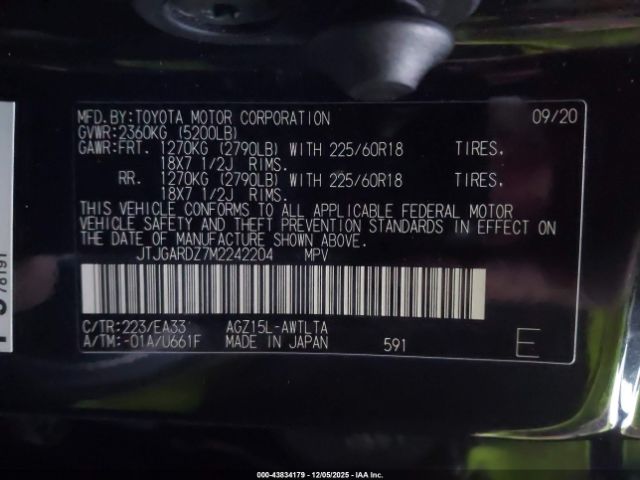 MFD.BY:TOYOTA MOTOR CORPORATION 09/20
GVWR:2360KG (5200LB)
GAWR:FRT. 1270KG (2790LB) WITH 225/60R18 TIRES.
18X7 1/2J RIMS.
RR. 1270KG (2790LB) WITH 225/60R18 TIRES.
18X7 1/2J RIMS.
THIS VEHICLE CONFORMS TO ALL APPLICABLE FEDERAL MOTOR
VEHICLE SAFETY AND THEFT PREVENTION STANDARDS IN EFFECT ON
THE DATE OF MANUFACTURE SHOWN ABOVE.
JTJGARDZ7M2242204 MPV
C/TR:223/EA33 AGZ15L-AWTLTA
A/TM:-01A/U661F MADE IN JAPAN 591 E
78191
000-43834179 - 12/05/2025 - IAA Inc.